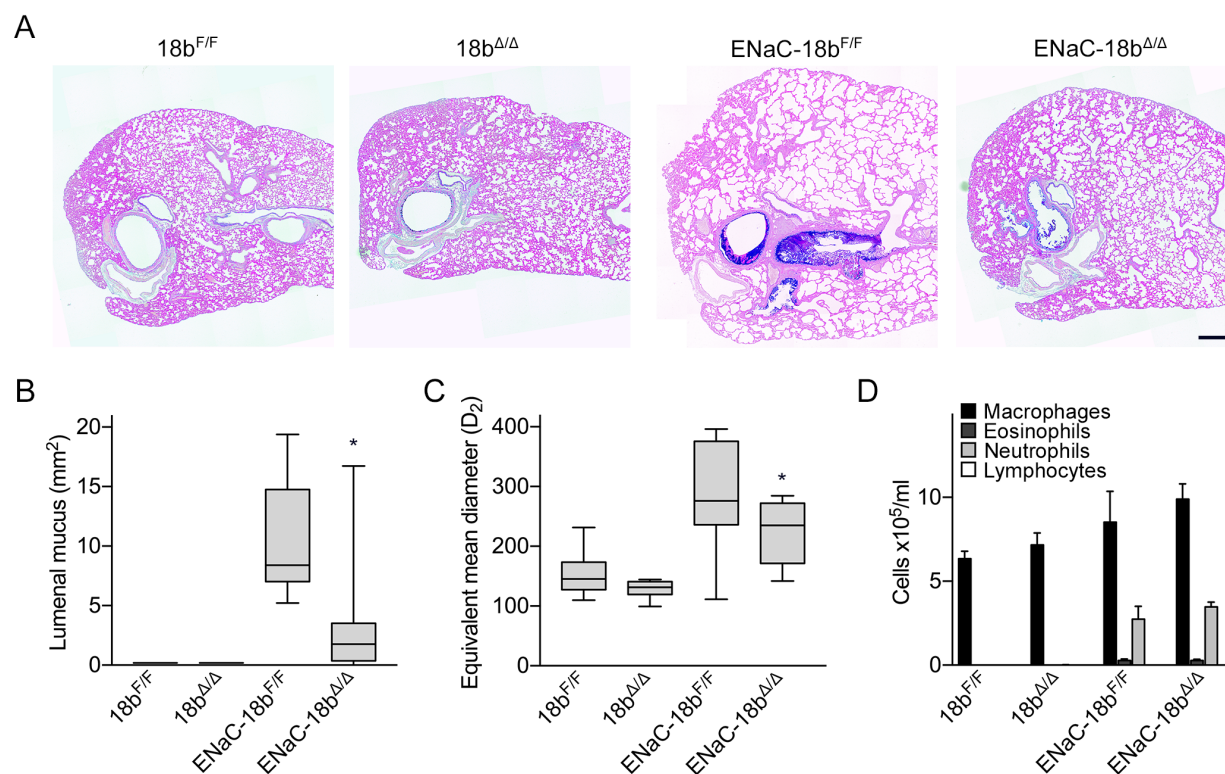 A
18b^F/F
18b^Δ/Δ
ENaC-18b^F/F
ENaC-18b^Δ/Δ
B
Lumenal mucus (mm²)
20
15
10
5
0
18b^F/F
18b^Δ/Δ
ENaC-18b^F/F
ENaC-18b^Δ/Δ
*
C
Equivalent mean diameter (D₂)
400
300
200
100
0
18b^F/F
18b^Δ/Δ
ENaC-18b^F/F
ENaC-18b^Δ/Δ
*
D
Macrophages
Eosinophils
Neutrophils
Lymphocytes
Cells x10⁵/ml
10
5
0
18b^F/F
18b^Δ/Δ
ENaC-18b^F/F
ENaC-18b^Δ/Δ